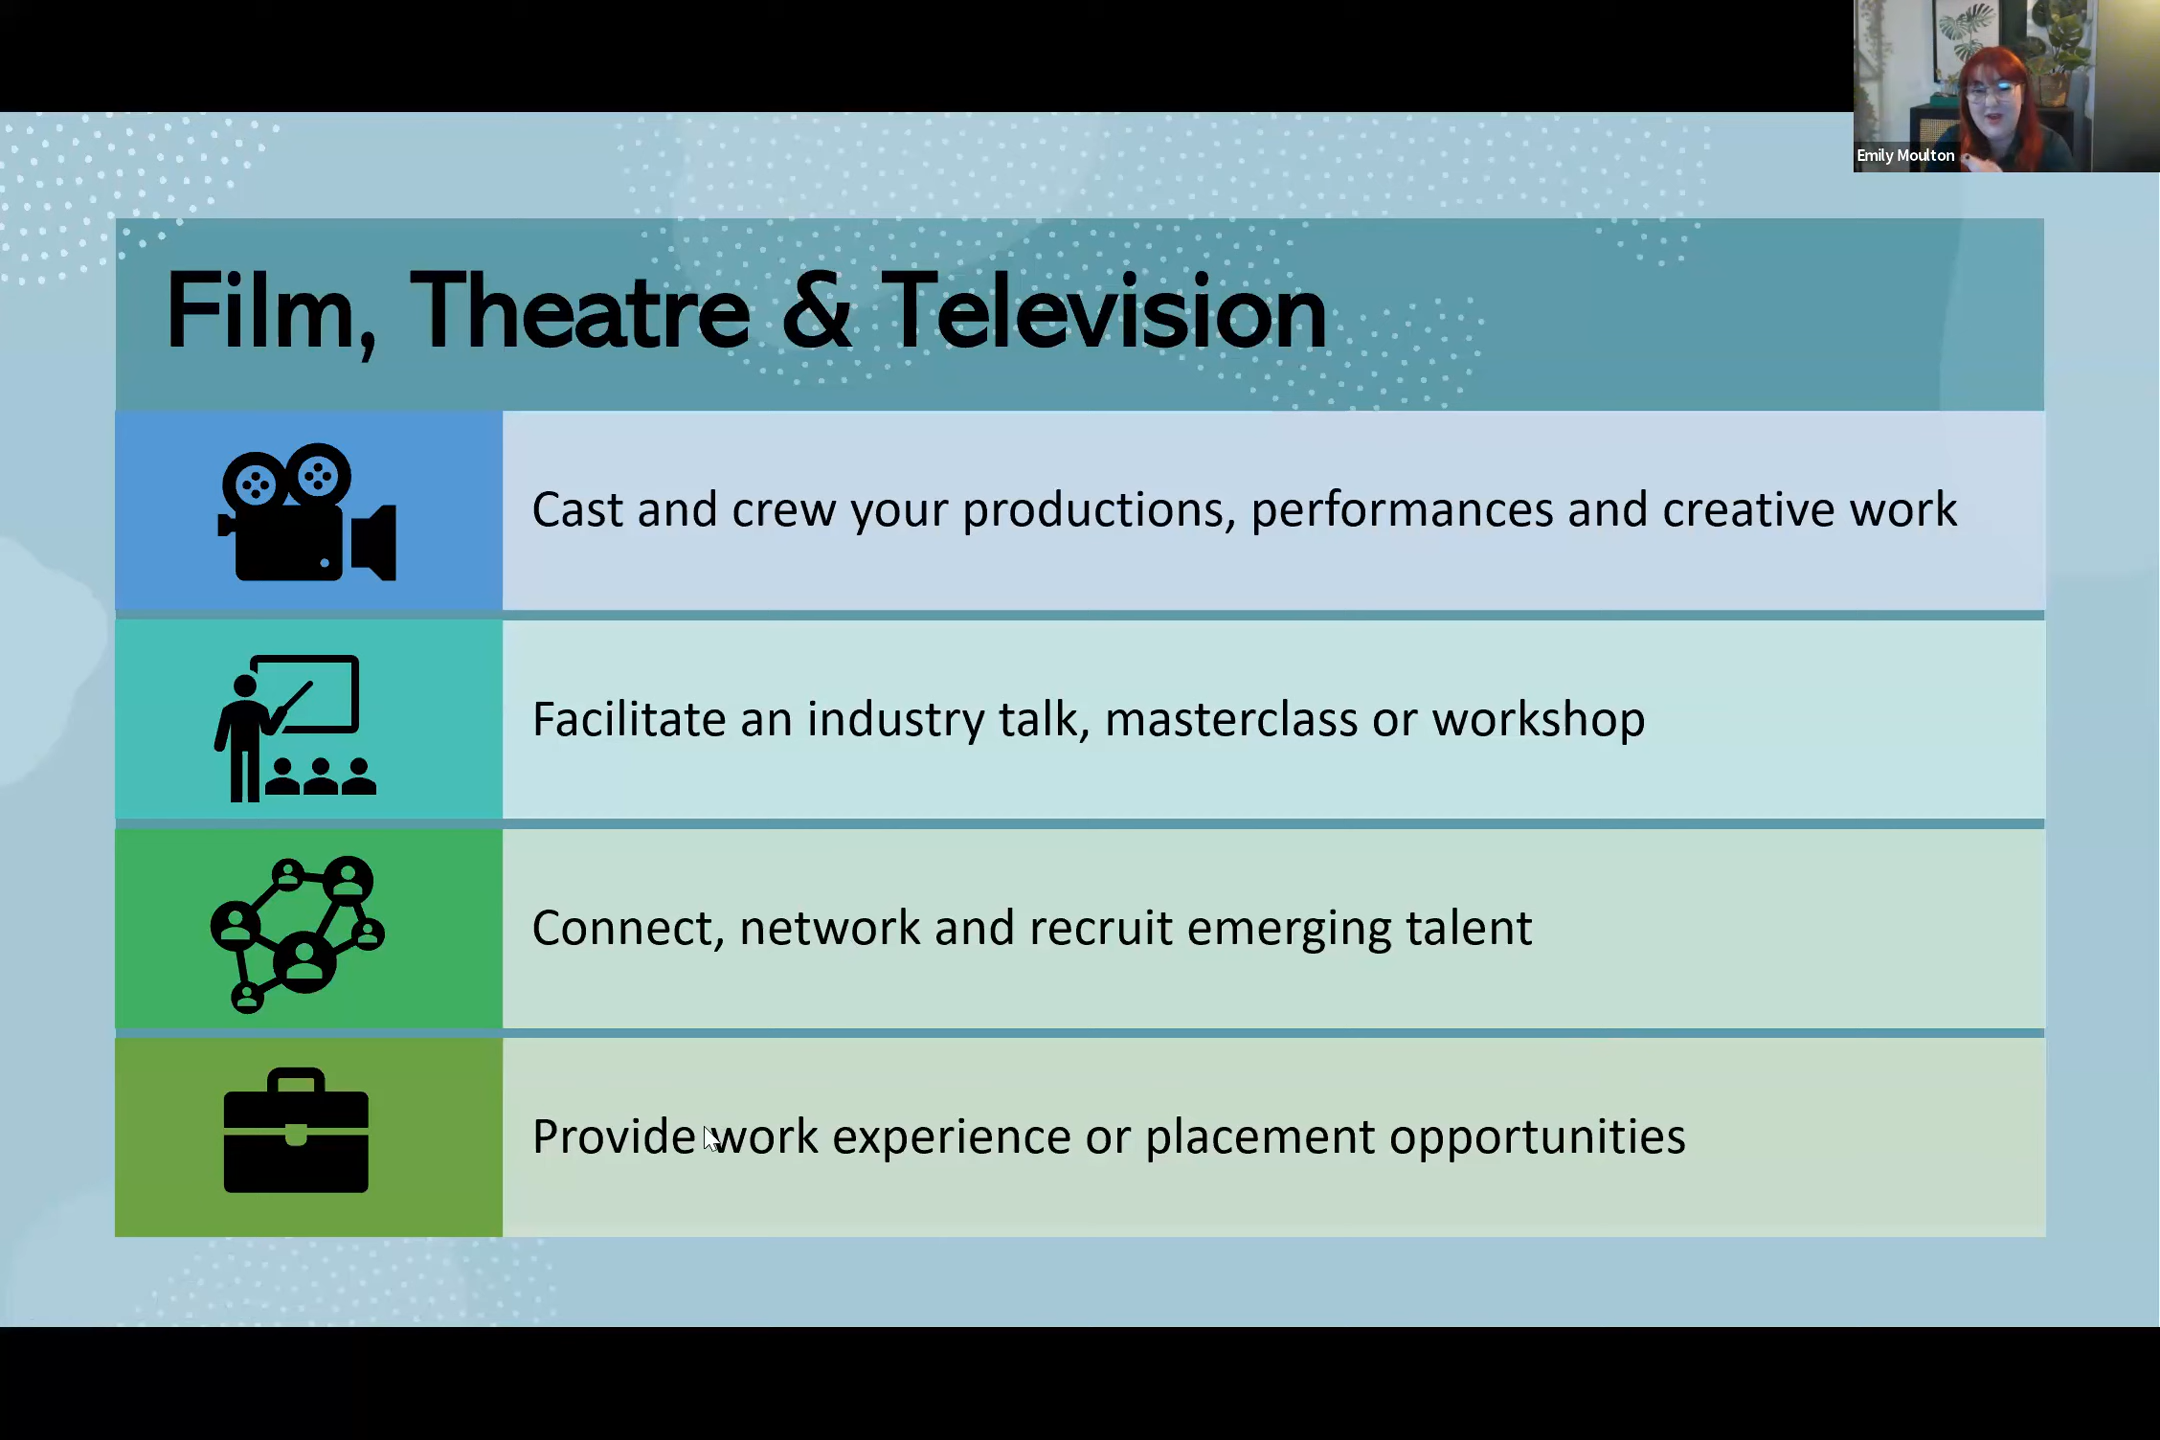 Emily Moulton
Film, Theatre & Television
Cast and crew your productions, performances and creative work
Facilitate an industry talk, masterclass or workshop
Connect, network and recruit emerging talent
Provide work experience or placement opportunities